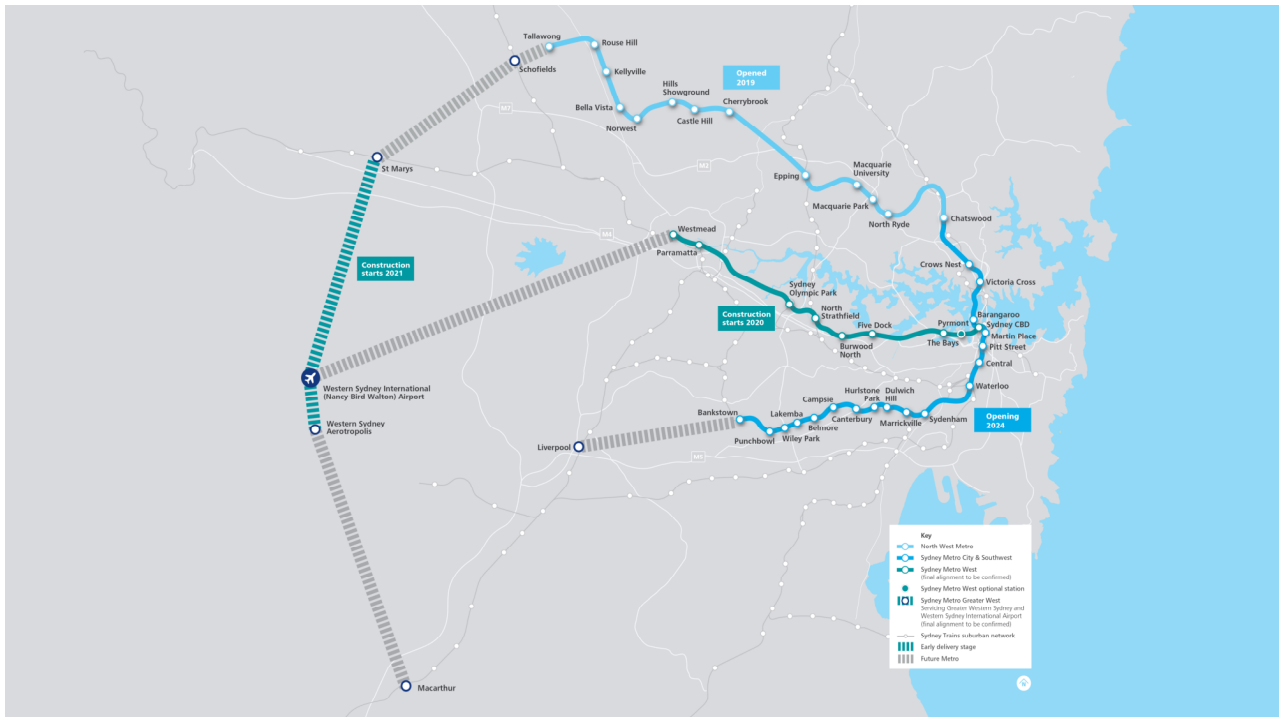 Tallawong
Rouse Hill
Schofields
Kellyville
Opened
2019
Hills
Showground
Cherrybrook
Bella Vista
M7
Castle Hill
Norwest
St Marys
M2
Macquarie
University
Epping
Macquarie Park
North Ryde
Chatswood
Westmead
M4
Parramatta
Construction
starts 2021
Crows Nest
Victoria Cross
Sydney
Olympic Park
North
Strathfield
Construction
starts 2020
Five Dock
Pyrmont
Barangaroo
Sydney CBD
Martin Place
The Bays
Burwood
North
Pitt Street
Central
Western Sydney International
(Nancy Bird Walton) Airport
Waterloo
Hurlstone
Park
Dulwich
Hill
Campsie
Bankstown
Lakemba
Canterbury
Belmore
Marrickville
Sydenham
Opening
2024
Western Sydney
Aerotropolis
Punchbowl
Wiley Park
Liverpool
M5
Macarthur
Key
North West Metro
Sydney Metro City & Southwest
Sydney Metro West
(final alignment to be confirmed)
Sydney Metro West optional station
Sydney Metro Greater West
Servicing Greater Western Sydney and
Western Sydney International Airport
(final alignment to be confirmed)
Sydney Trains suburban network
Early delivery stage
Future Metro